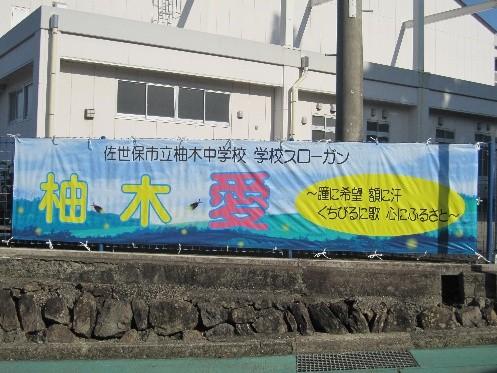 佐世保市立柚木中学校 学校スローガン
柚木愛
～瞳に希望 額に汗
くちびるに歌 心にふるさと～